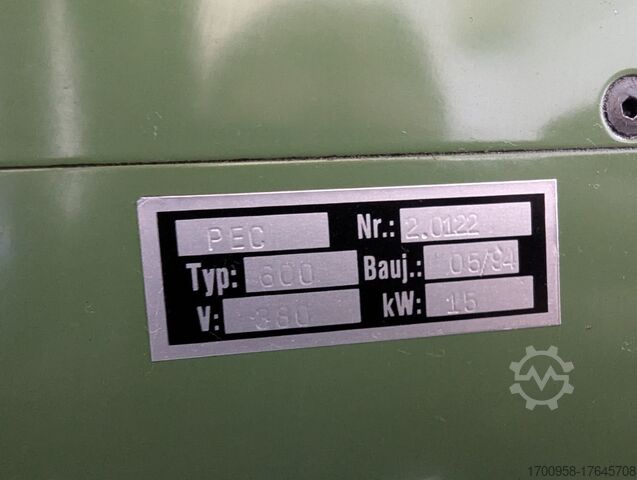 PEC Nr.: 2.0122
Typ: 600 Bauj.: 05/94
V: 380 kW: 15
1700958-17645708